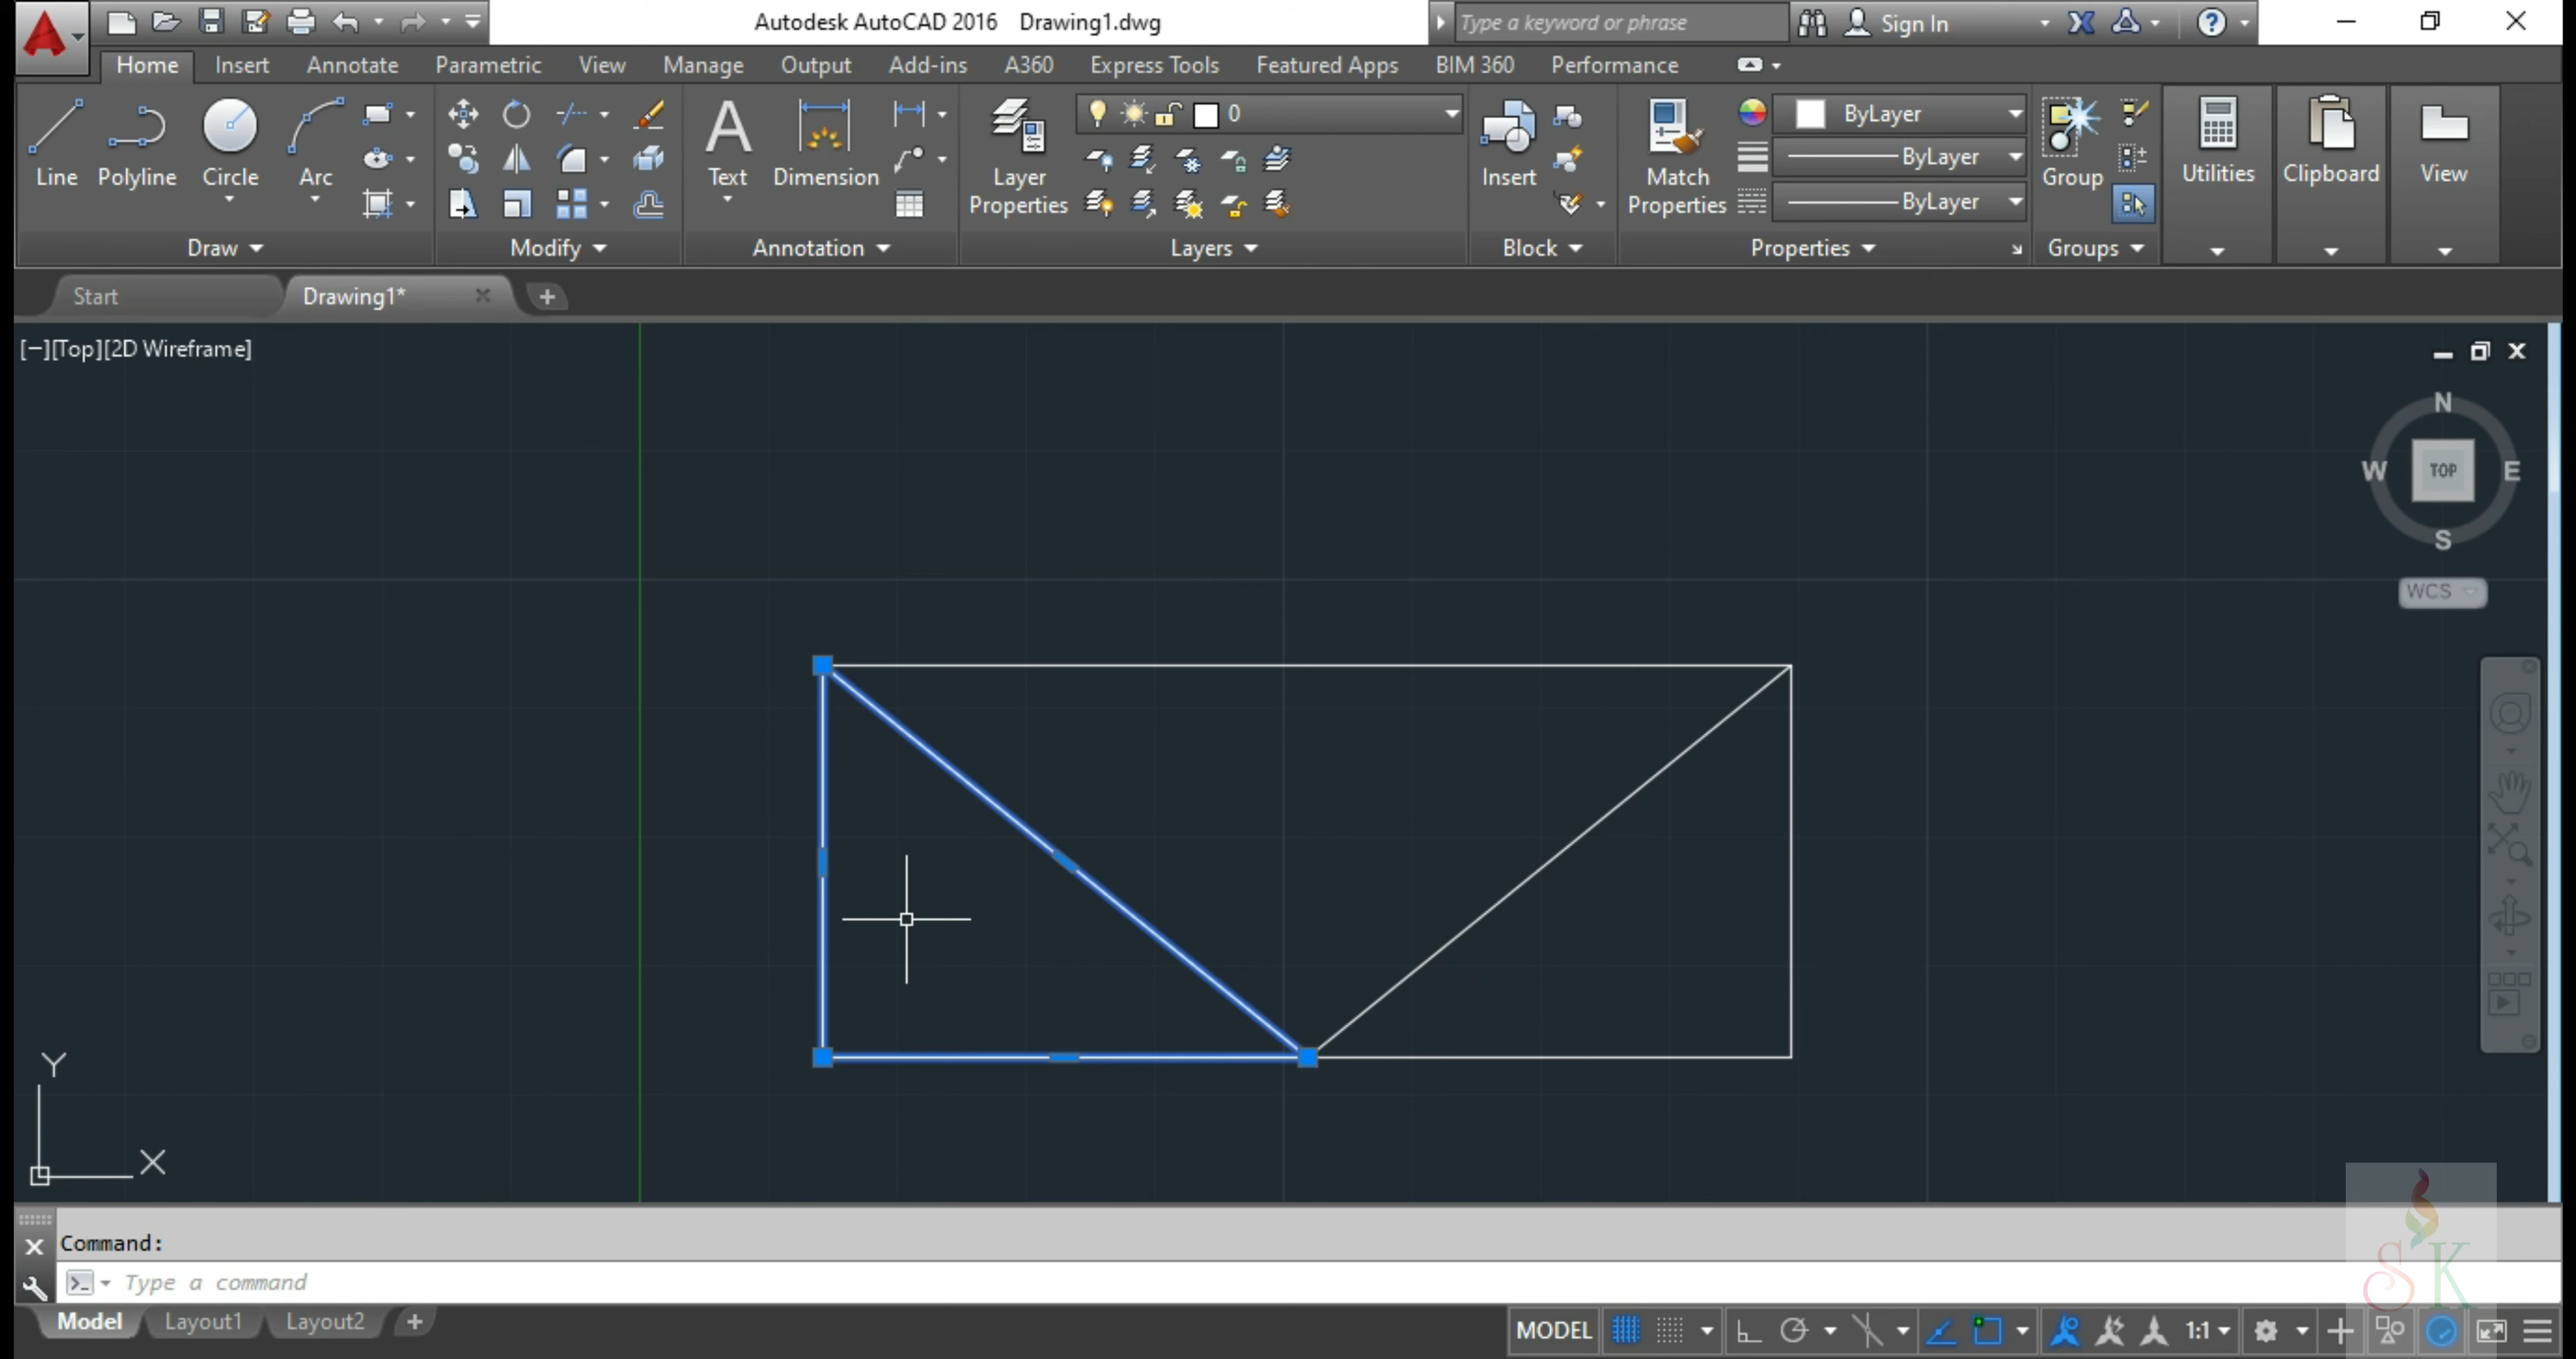 Autodesk AutoCAD 2016 Drawing1.dwg
Type a keyword or phrase
Sign In
Home Insert Annotate Parametric View Manage Output Add-ins A360 Express Tools Featured Apps BIM 360 Performance
Line Polyline Circle Arc
Draw
Modify
Text Dimension
Annotation
Layer Properties
0
Layers
Insert
Block
Match Properties
ByLayer
ByLayer
ByLayer
Properties
Group
Groups
Utilities
Clipboard
View
Start
Drawing1*
[−][Top][2D Wireframe]
N
W TOP E
S
WCS
Y
X
Command:
Type a command
Model Layout1 Layout2
MODEL
1:1
SK